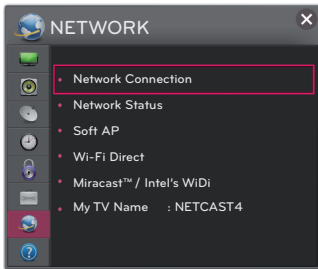 NETWORK
• Network Connection
• Network Status
• Soft AP
• Wi-Fi Direct
• Miracast™ / Intel's WiDi
• My TV Name : NETCAST4